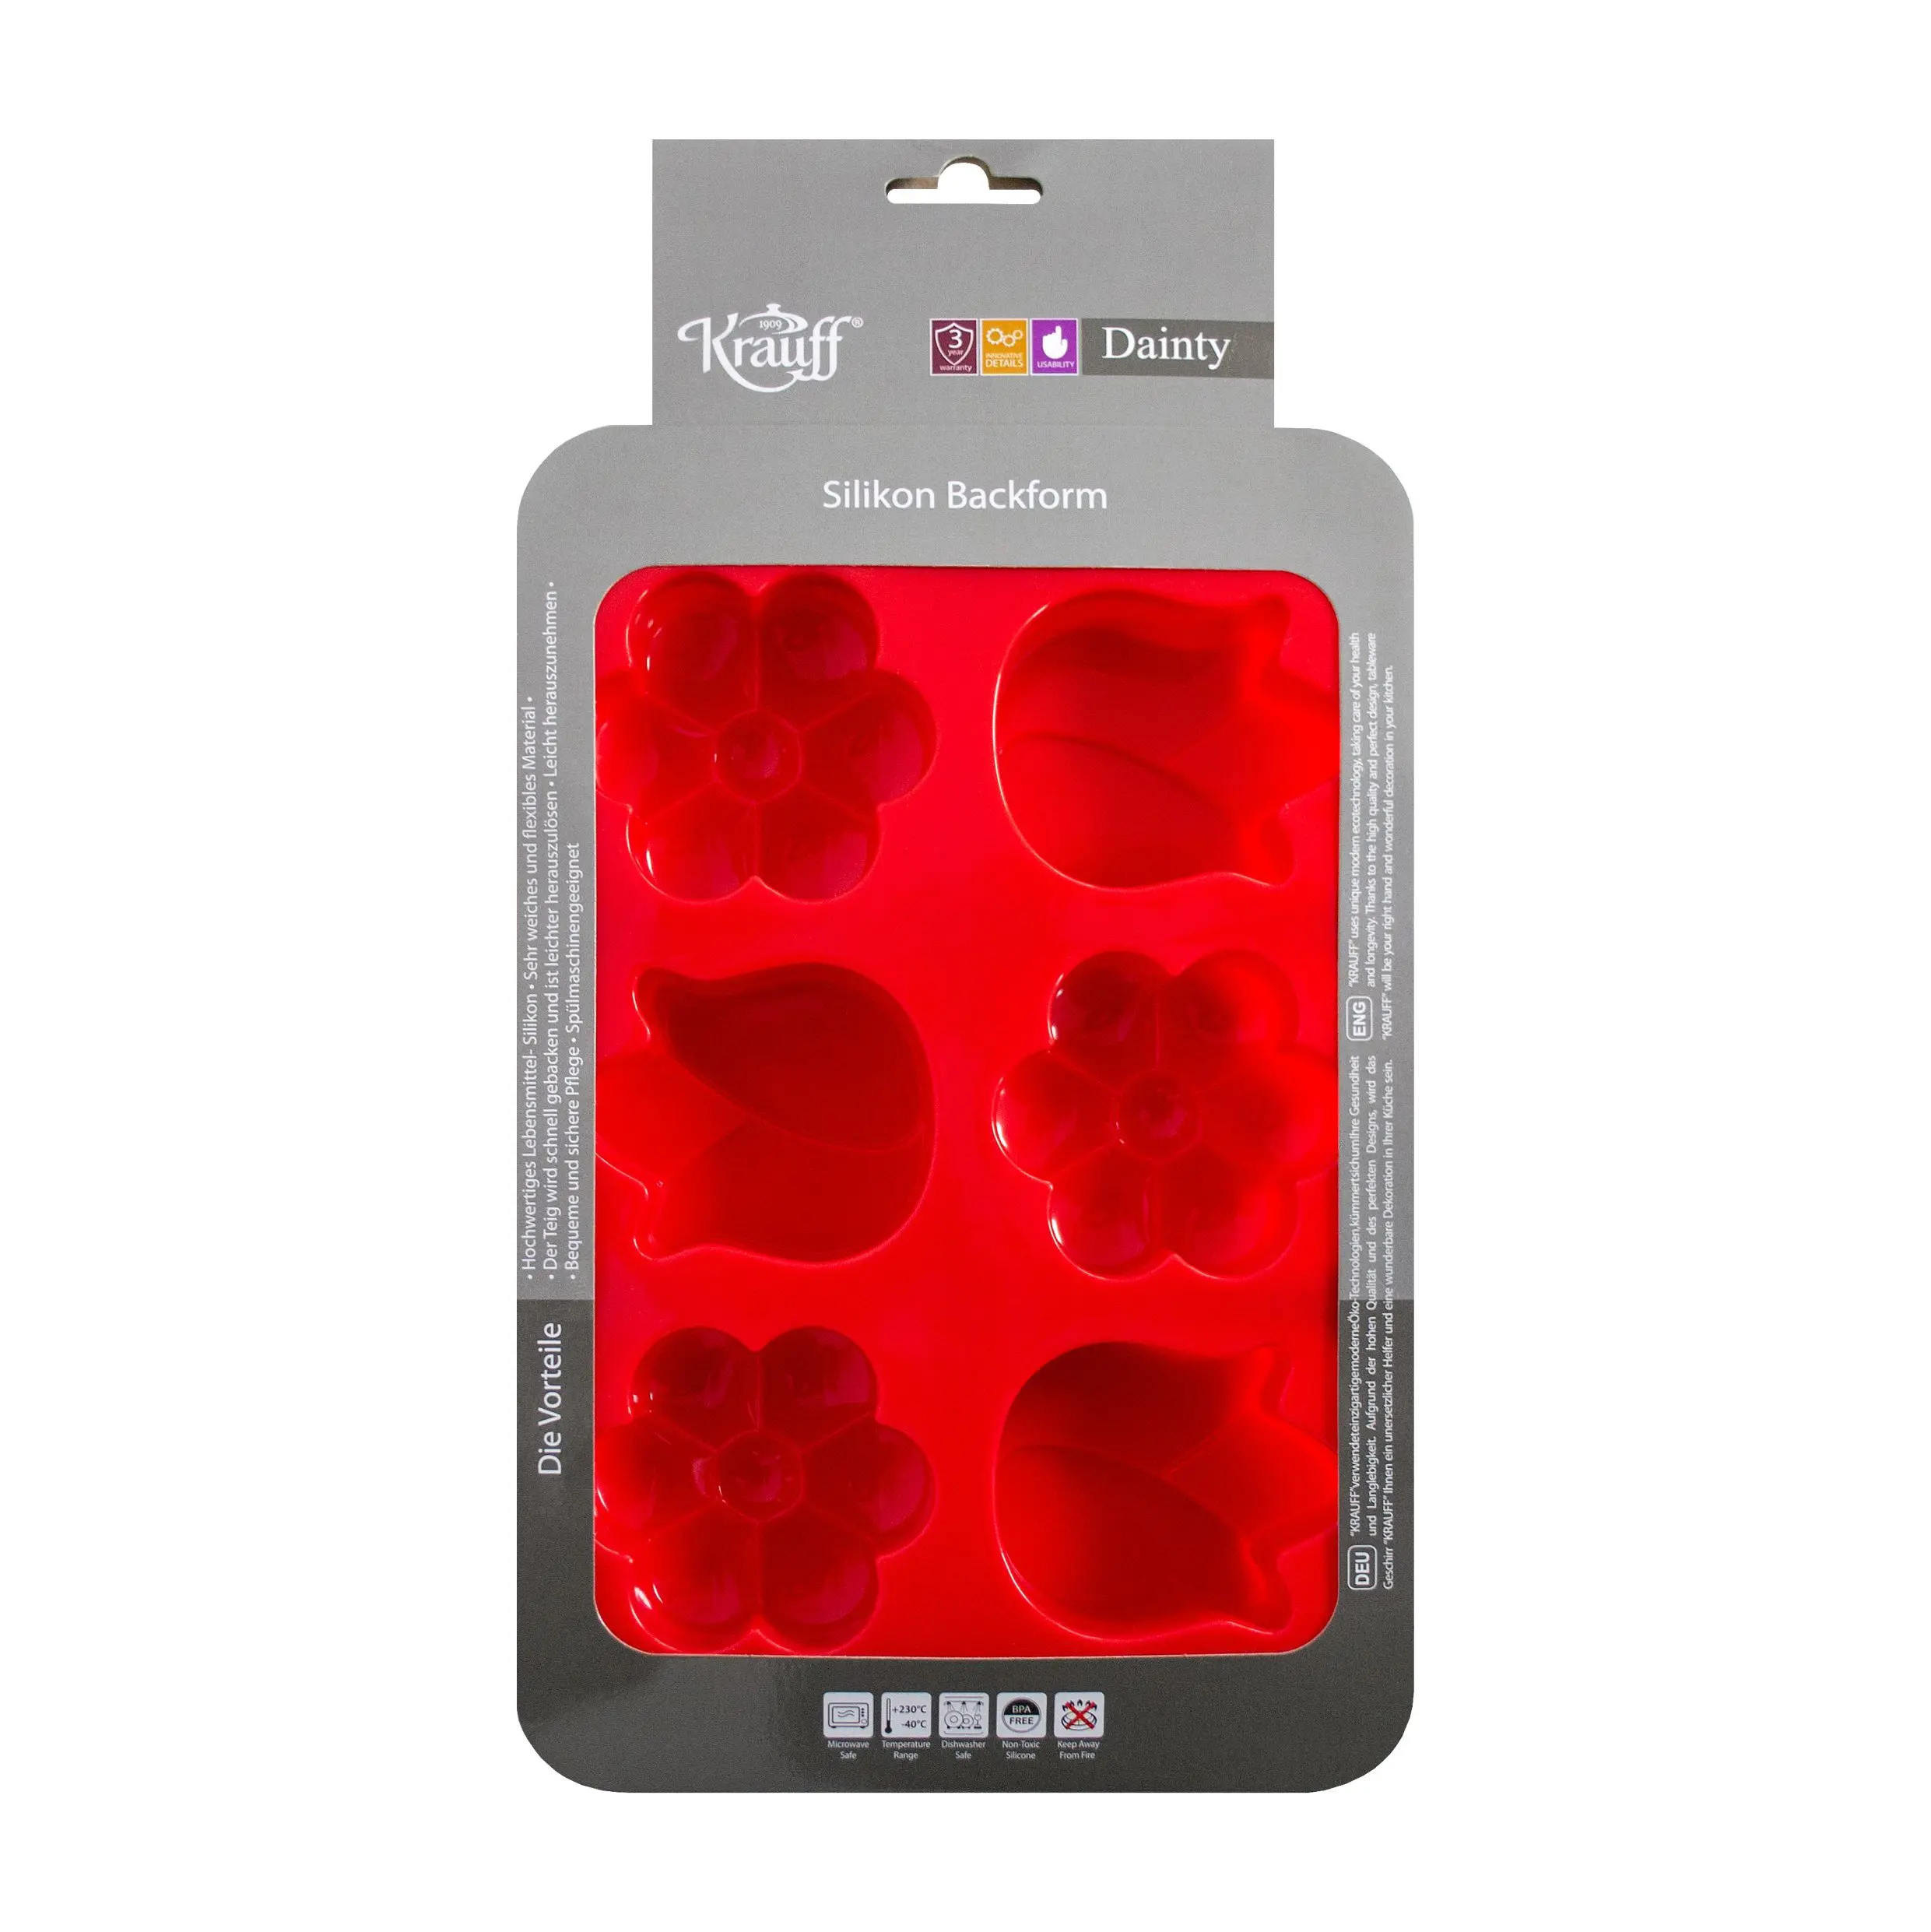 Krauff®
1909
3
year
warranty
INNOVATIVE
DETAILS
USABILITY
Dainty
Silikon Backform
Die Vorteile
• Hochwertiges Lebensmittel- Silikon • Sehr weiches und flexibles Material •
• Der Teig wird schnell gebacken und ist leichter herauszulösen • Leicht herauszunehmen •
• Bequeme und sichere Pflege • Spülmaschinengeeignet
DEU
"KRAUFF"verwendeteinzigartigemoderneÖko-Technologien,kümmertsichumIhre Gesundheit
und Langlebigkeit. Aufgrund der hohen Qualität und des perfekten Designs, wird das
Geschirr "KRAUFF" Ihnen ein unersetzlicher Helfer und eine wunderbare Dekoration in Ihrer Küche sein.
ENG
"KRAUFF" uses unique modern ecotechnology, taking care of your health
and longevity. Thanks to the high quality and perfect design, tableware
"KRAUFF" will be your right hand and wonderful decoration in your kitchen.
+230°C
-40°C
BPA
FREE
Microwave
Safe
Temperature
Range
Dishwasher
Safe
Non-Toxic
Silicone
Keep Away
From Fire